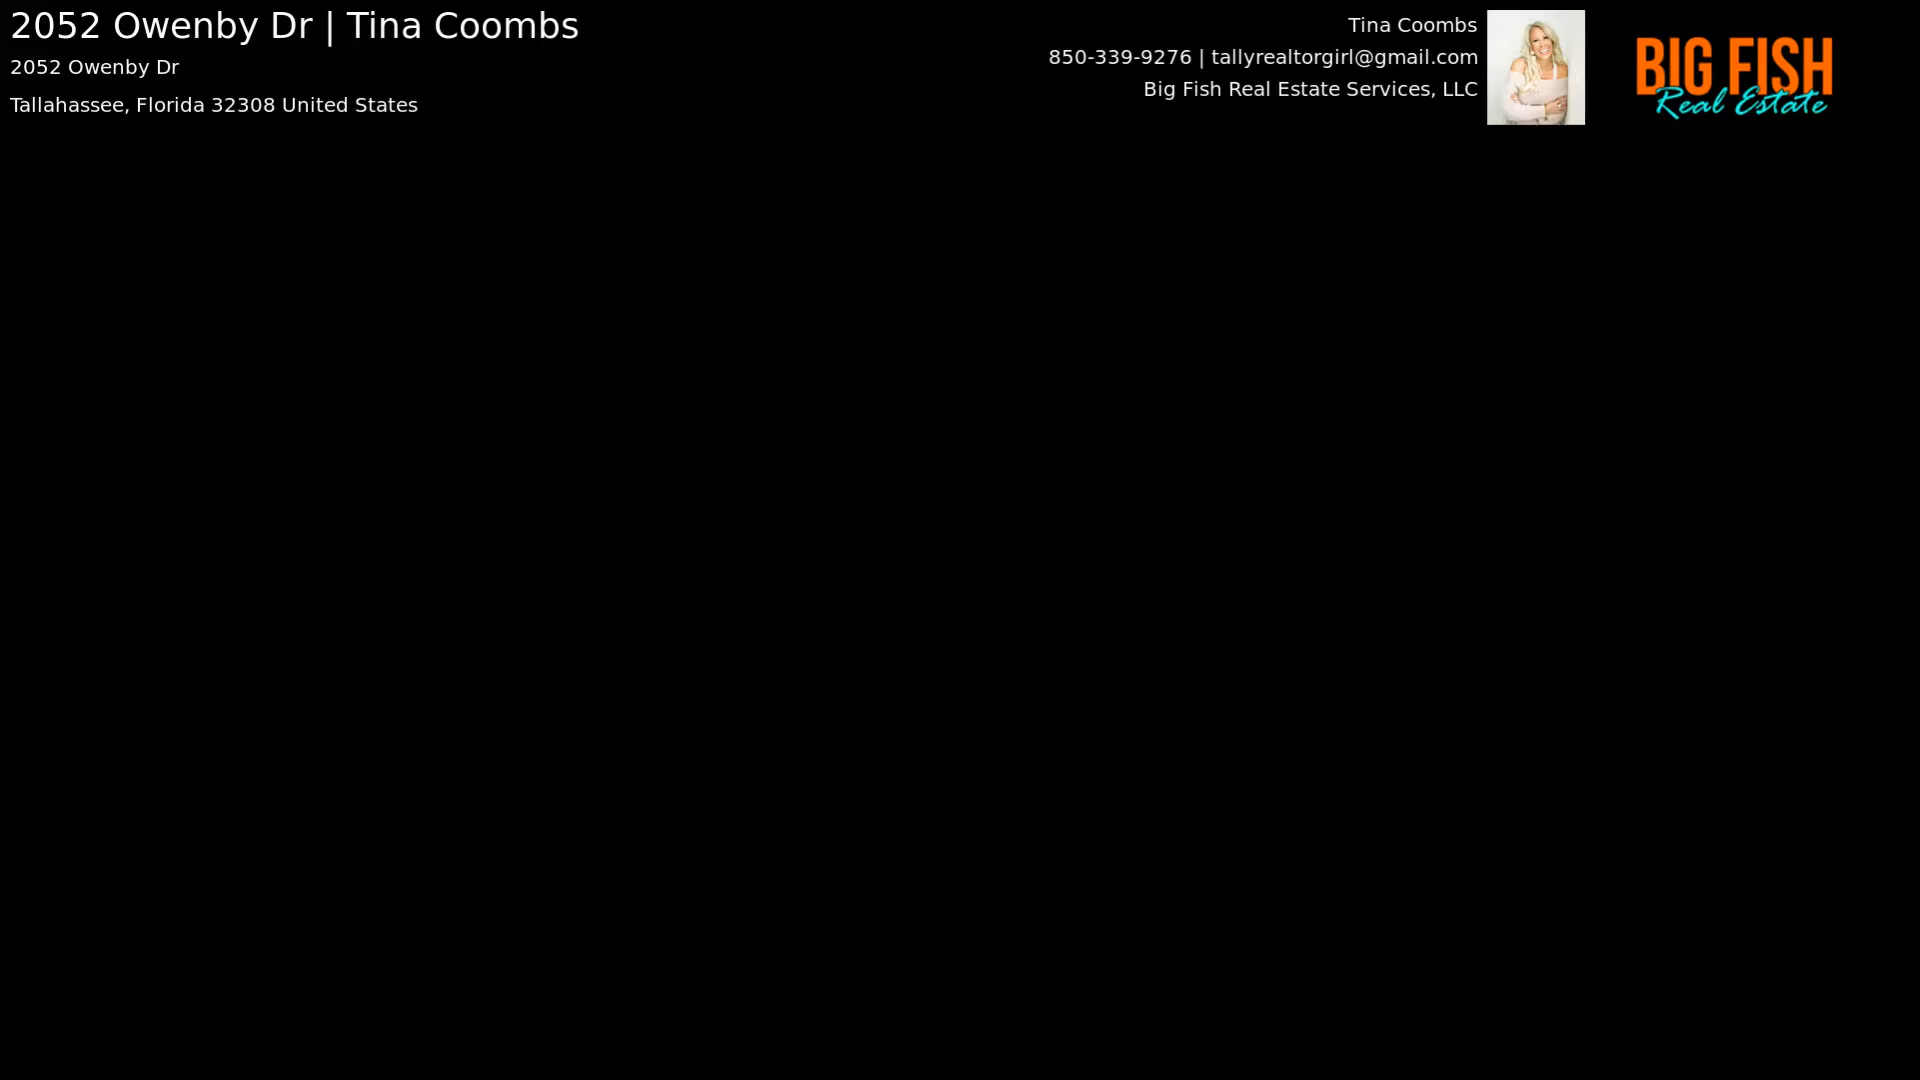 2052 Owenby Dr | Tina Coombs
2052 Owenby Dr
Tallahassee, Florida 32308 United States
Tina Coombs
850-339-9276 | tallyrealtorgirl@gmail.com
Big Fish Real Estate Services, LLC
BIG FISH
Real Estate